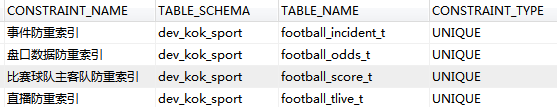 CONSTRAINT_NAME TABLE_SCHEMA TABLE_NAME CONSTRAINT_TYPE
事件防重索引 dev_kok_sport football_incident_t UNIQUE
盘口数据防重索引 dev_kok_sport football_odds_t UNIQUE
比赛球队主客队防重索引 dev_kok_sport football_score_t UNIQUE
直播防重索引 dev_kok_sport football_tlive_t UNIQUE